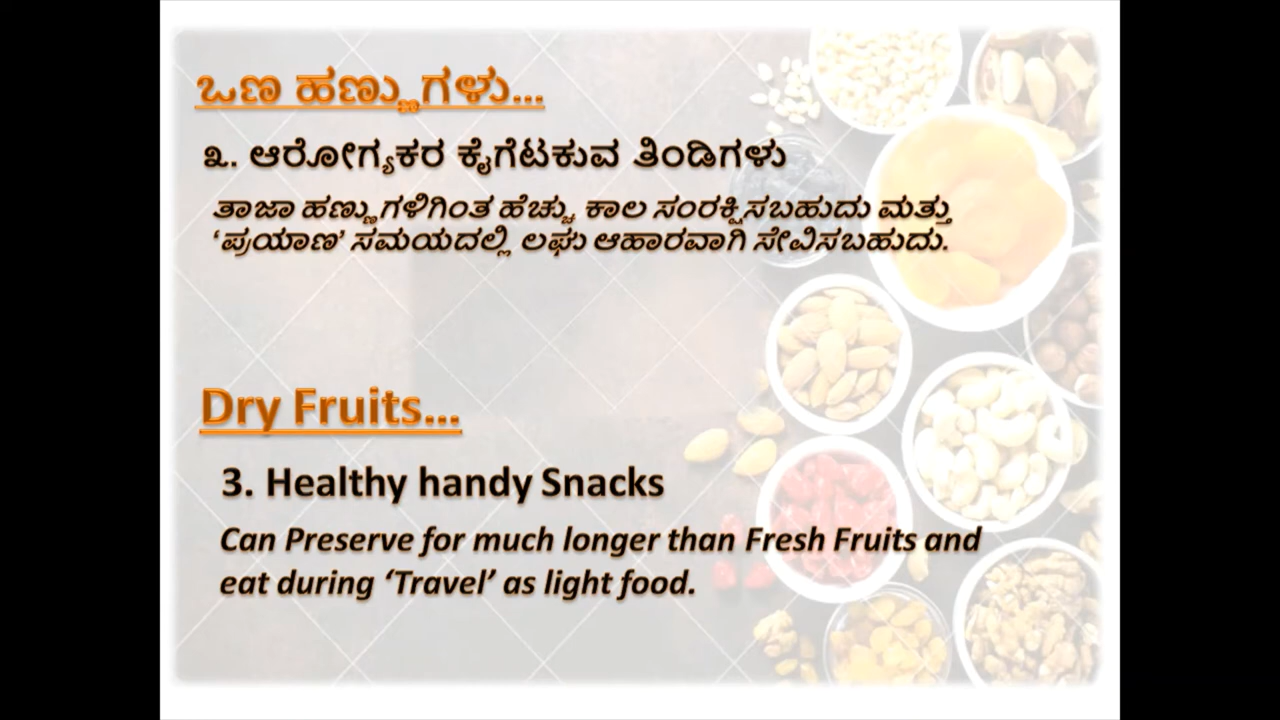 ಒಣ ಹಣ್ಣುಗಳು...
೩. ಆರೋಗ್ಯಕರ ಕೈಗೆಟಕುವ ತಿಂಡಿಗಳು
ತಾಜಾ ಹಣ್ಣುಗಳಿಗಿಂತ ಹೆಚ್ಚು ಕಾಲ ಸಂರಕ್ಷಿಸಬಹುದು ಮತ್ತು
‘ಪ್ರಯಾಣ’ ಸಮಯದಲ್ಲಿ ಲಘು ಆಹಾರವಾಗಿ ಸೇವಿಸಬಹುದು.
Dry Fruits...
3. Healthy handy Snacks
Can Preserve for much longer than Fresh Fruits and
eat during ‘Travel’ as light food.